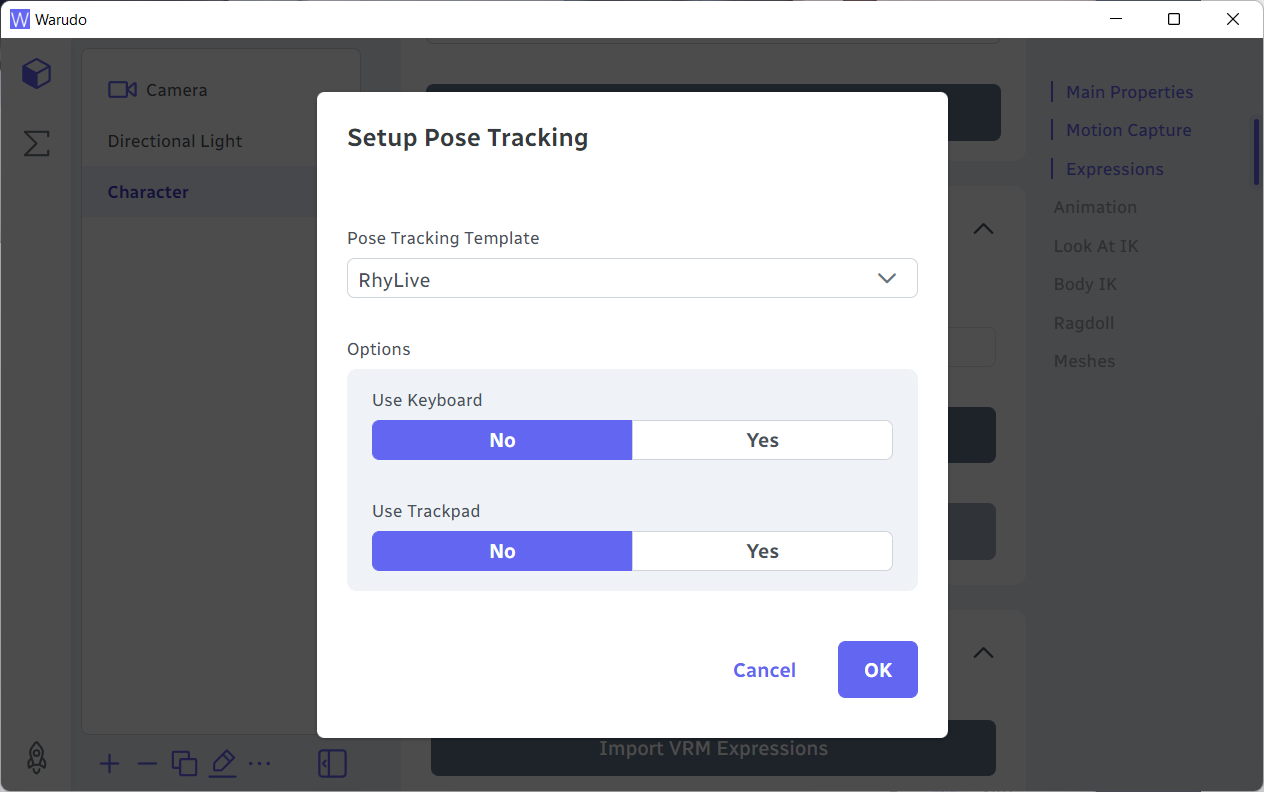 Warudo
Camera
Directional Light
Character
Setup Pose Tracking
Pose Tracking Template
RhyLive
Options
Use Keyboard
No Yes
Use Trackpad
No Yes
Cancel OK
Import VRM Expressions
Main Properties
Motion Capture
Expressions
Animation
Look At IK
Body IK
Ragdoll
Meshes